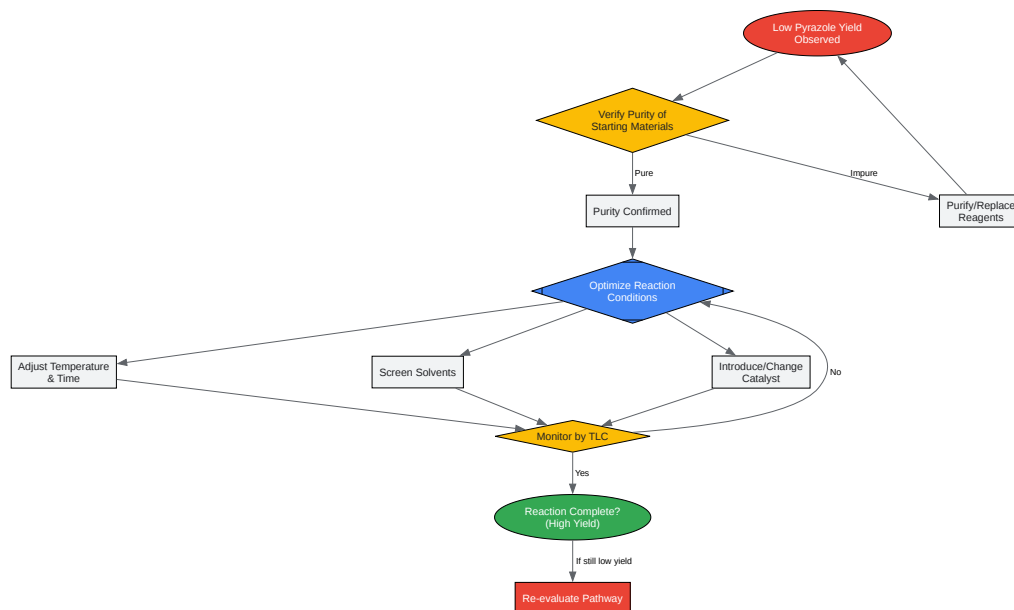 Low Pyrazole Yield
Observed
Verify Purity of
Starting Materials
Pure
Impure
Purity Confirmed
Purify/Replace
Reagents
Optimize Reaction
Conditions
Adjust Temperature
& Time
Screen Solvents
Introduce/Change
Catalyst
No
Monitor by TLC
Yes
Reaction Complete?
(High Yield)
If still low yield
Re-evaluate Pathway